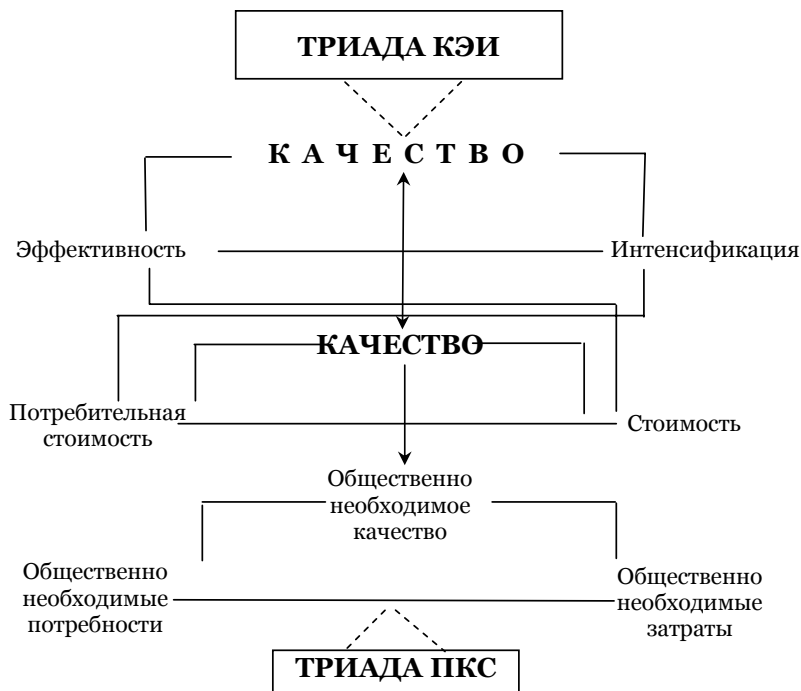 ТРИАДА КЭИ
К А Ч Е С Т В О
Эффективность
Интенсификация
КАЧЕСТВО
Потребительная
стоимость
Стоимость
Общественно
необходимое
качество
Общественно
необходимые
потребности
Общественно
необходимые
затраты
ТРИАДА ПКС